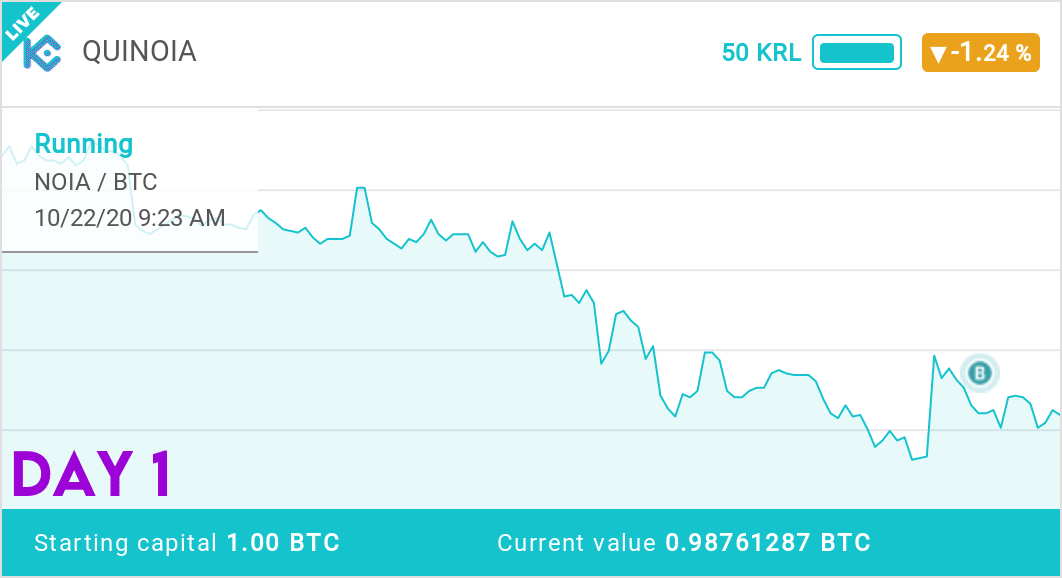 LIVE
QUINOIA
50 KRL
▼-1.24 %
Running
NOIA / BTC
10/22/20 9:23 AM
B
DAY 1
Starting capital 1.00 BTC
Current value 0.98761287 BTC